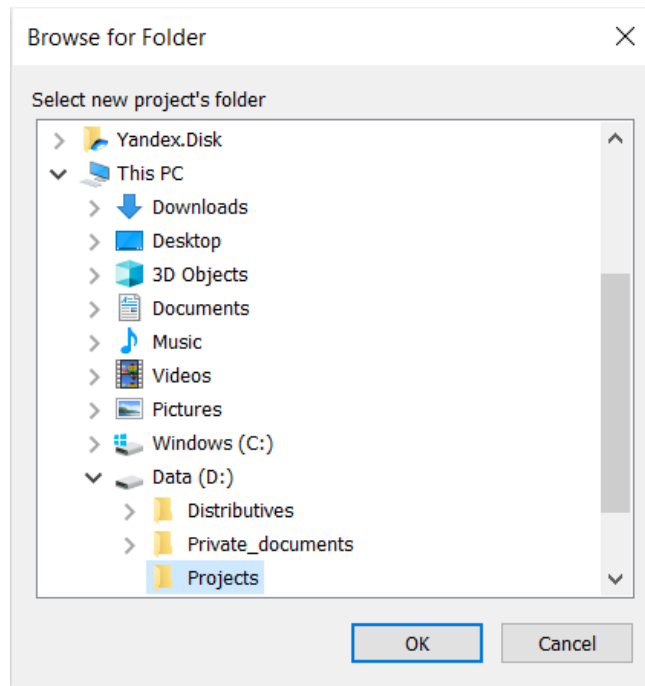 Browse for Folder
Select new project's folder
Yandex.Disk
This PC
Downloads
Desktop
3D Objects
Documents
Music
Videos
Pictures
Windows (C:)
Data (D:)
Distributives
Private_documents
Projects
OK
Cancel